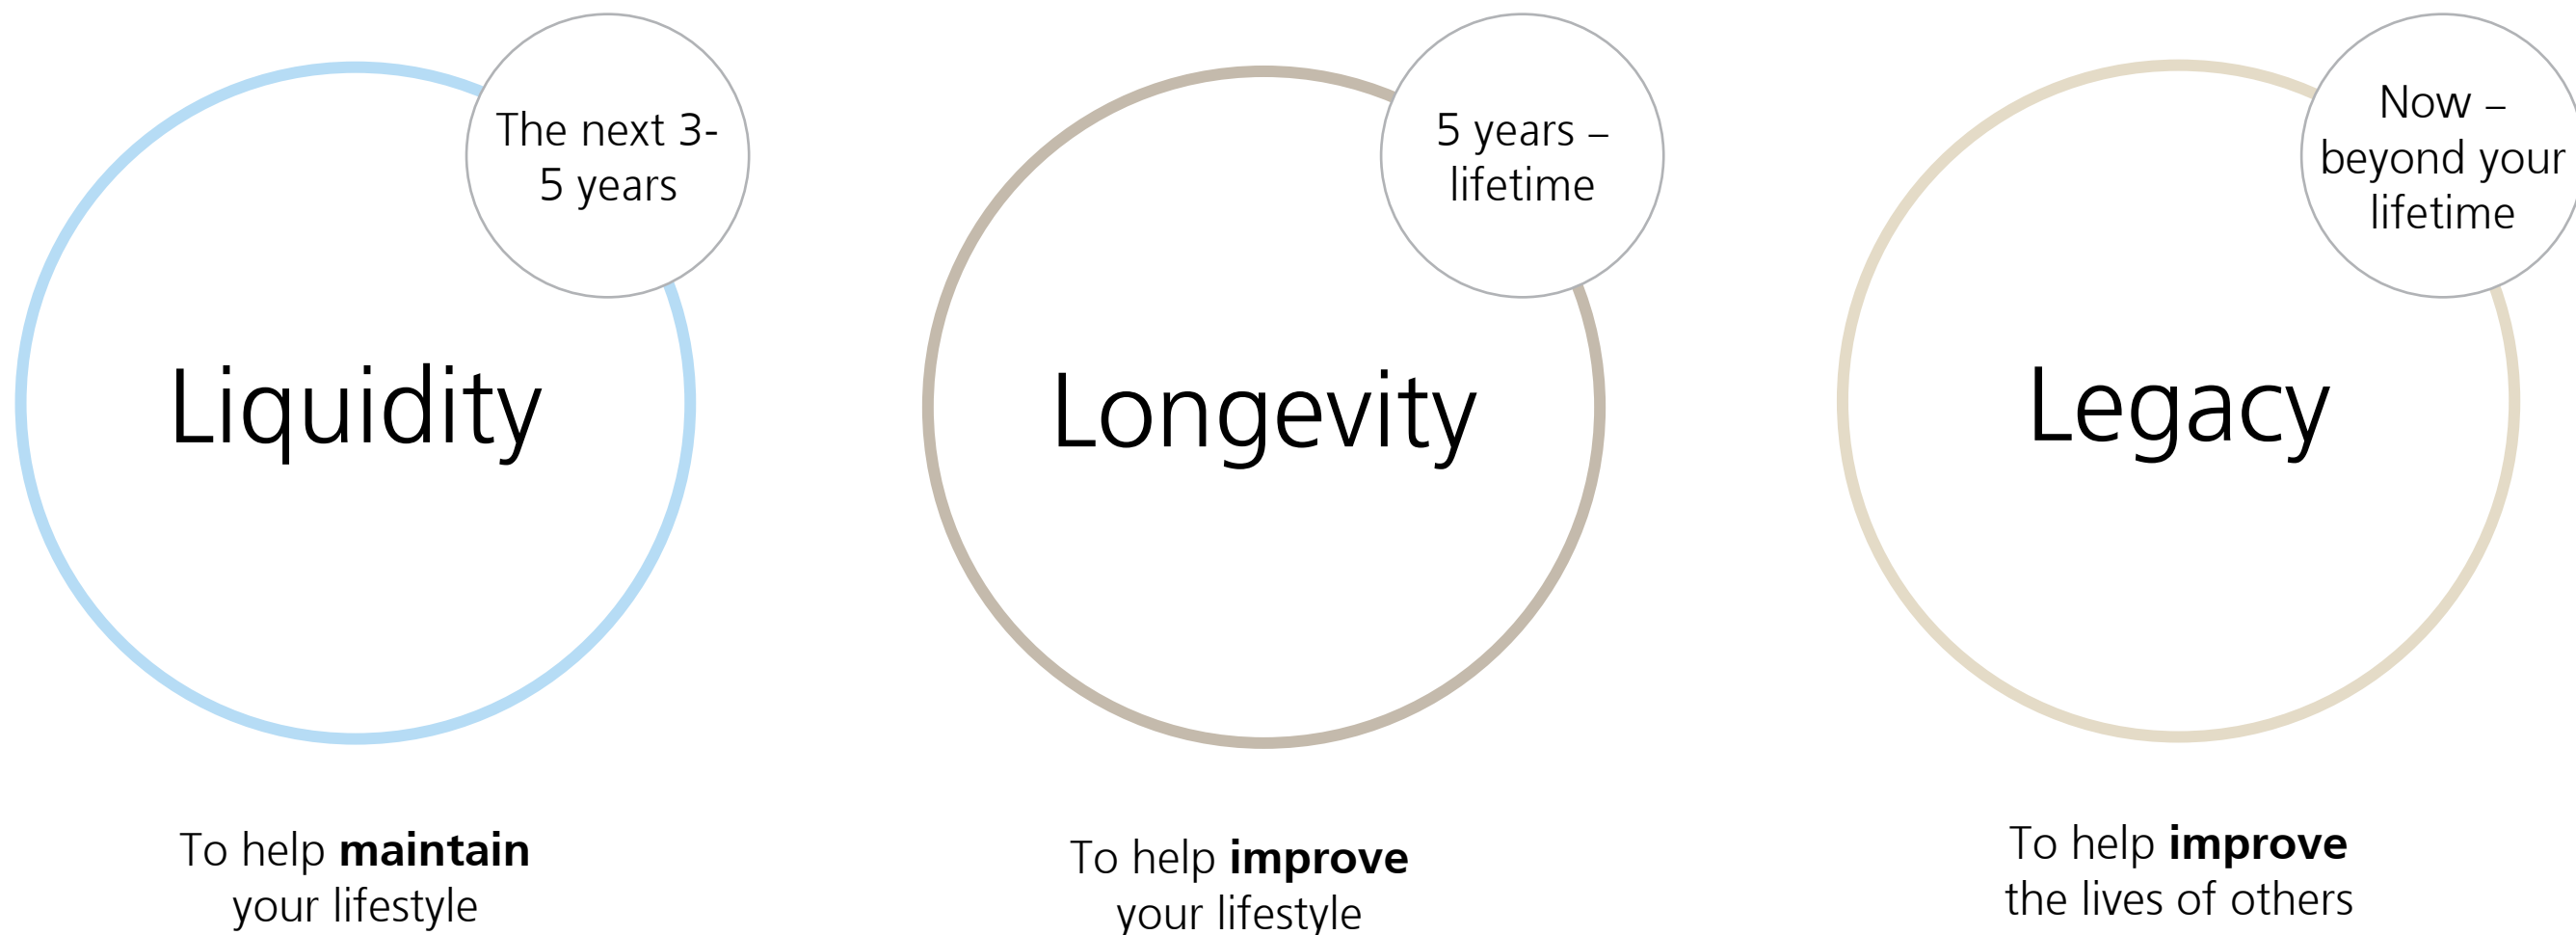 The next 3-
5 years
Liquidity
To help maintain
your lifestyle
5 years –
lifetime
Longevity
To help improve
your lifestyle
Now –
beyond your
lifetime
Legacy
To help improve
the lives of others